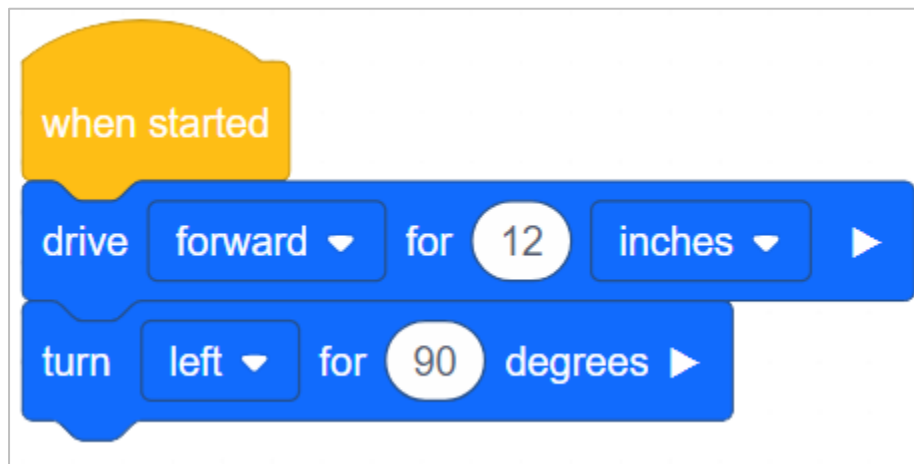 when started
drive forward for 12 inches
turn left for 90 degrees